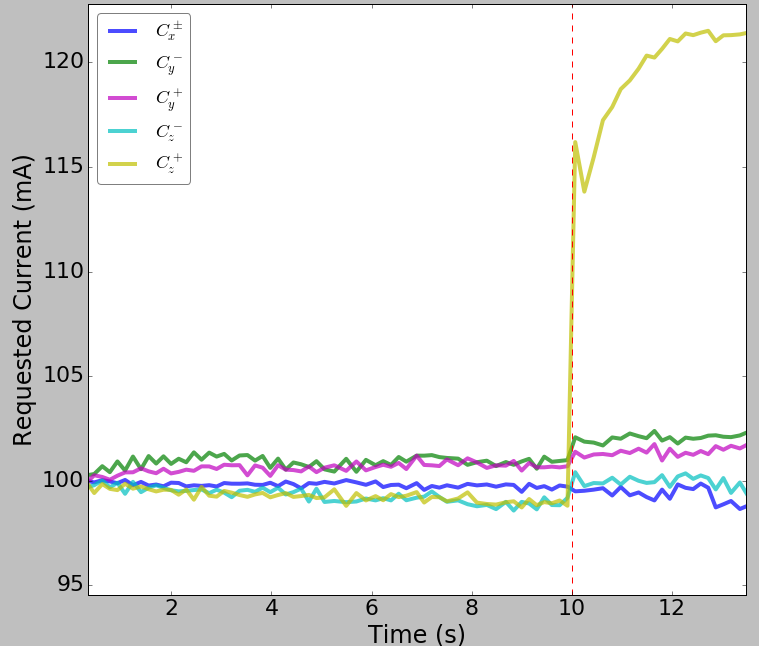 C_x^±
C_y^-
C_y^+
C_z^-
C_z^+
120
115
110
105
100
95
Requested Current (mA)
2 4 6 8 10 12
Time (s)